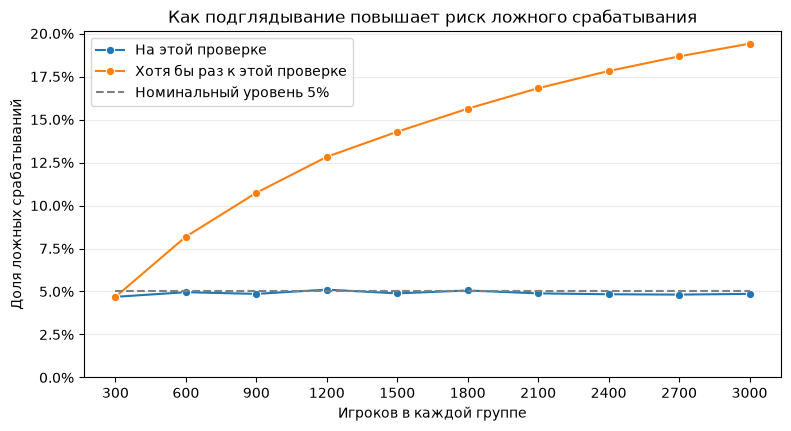 Как подглядывание повышает риск ложного срабатывания
На этой проверке
Хотя бы раз к этой проверке
Номинальный уровень 5%
Доля ложных срабатываний
20.0%
17.5%
15.0%
12.5%
10.0%
7.5%
5.0%
2.5%
0.0%
300 600 900 1200 1500 1800 2100 2400 2700 3000
Игроков в каждой группе